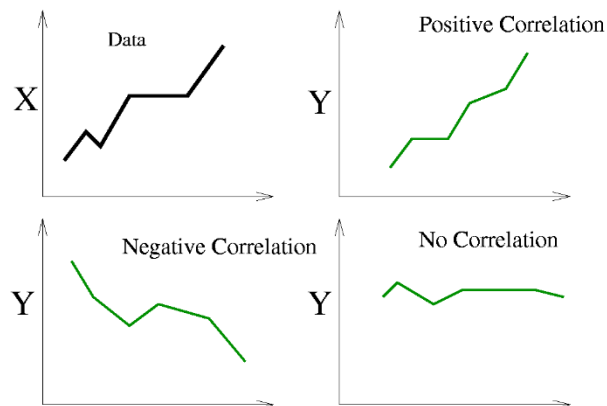 Data
X
Positive Correlation
Y
Negative Correlation
Y
No Correlation
Y